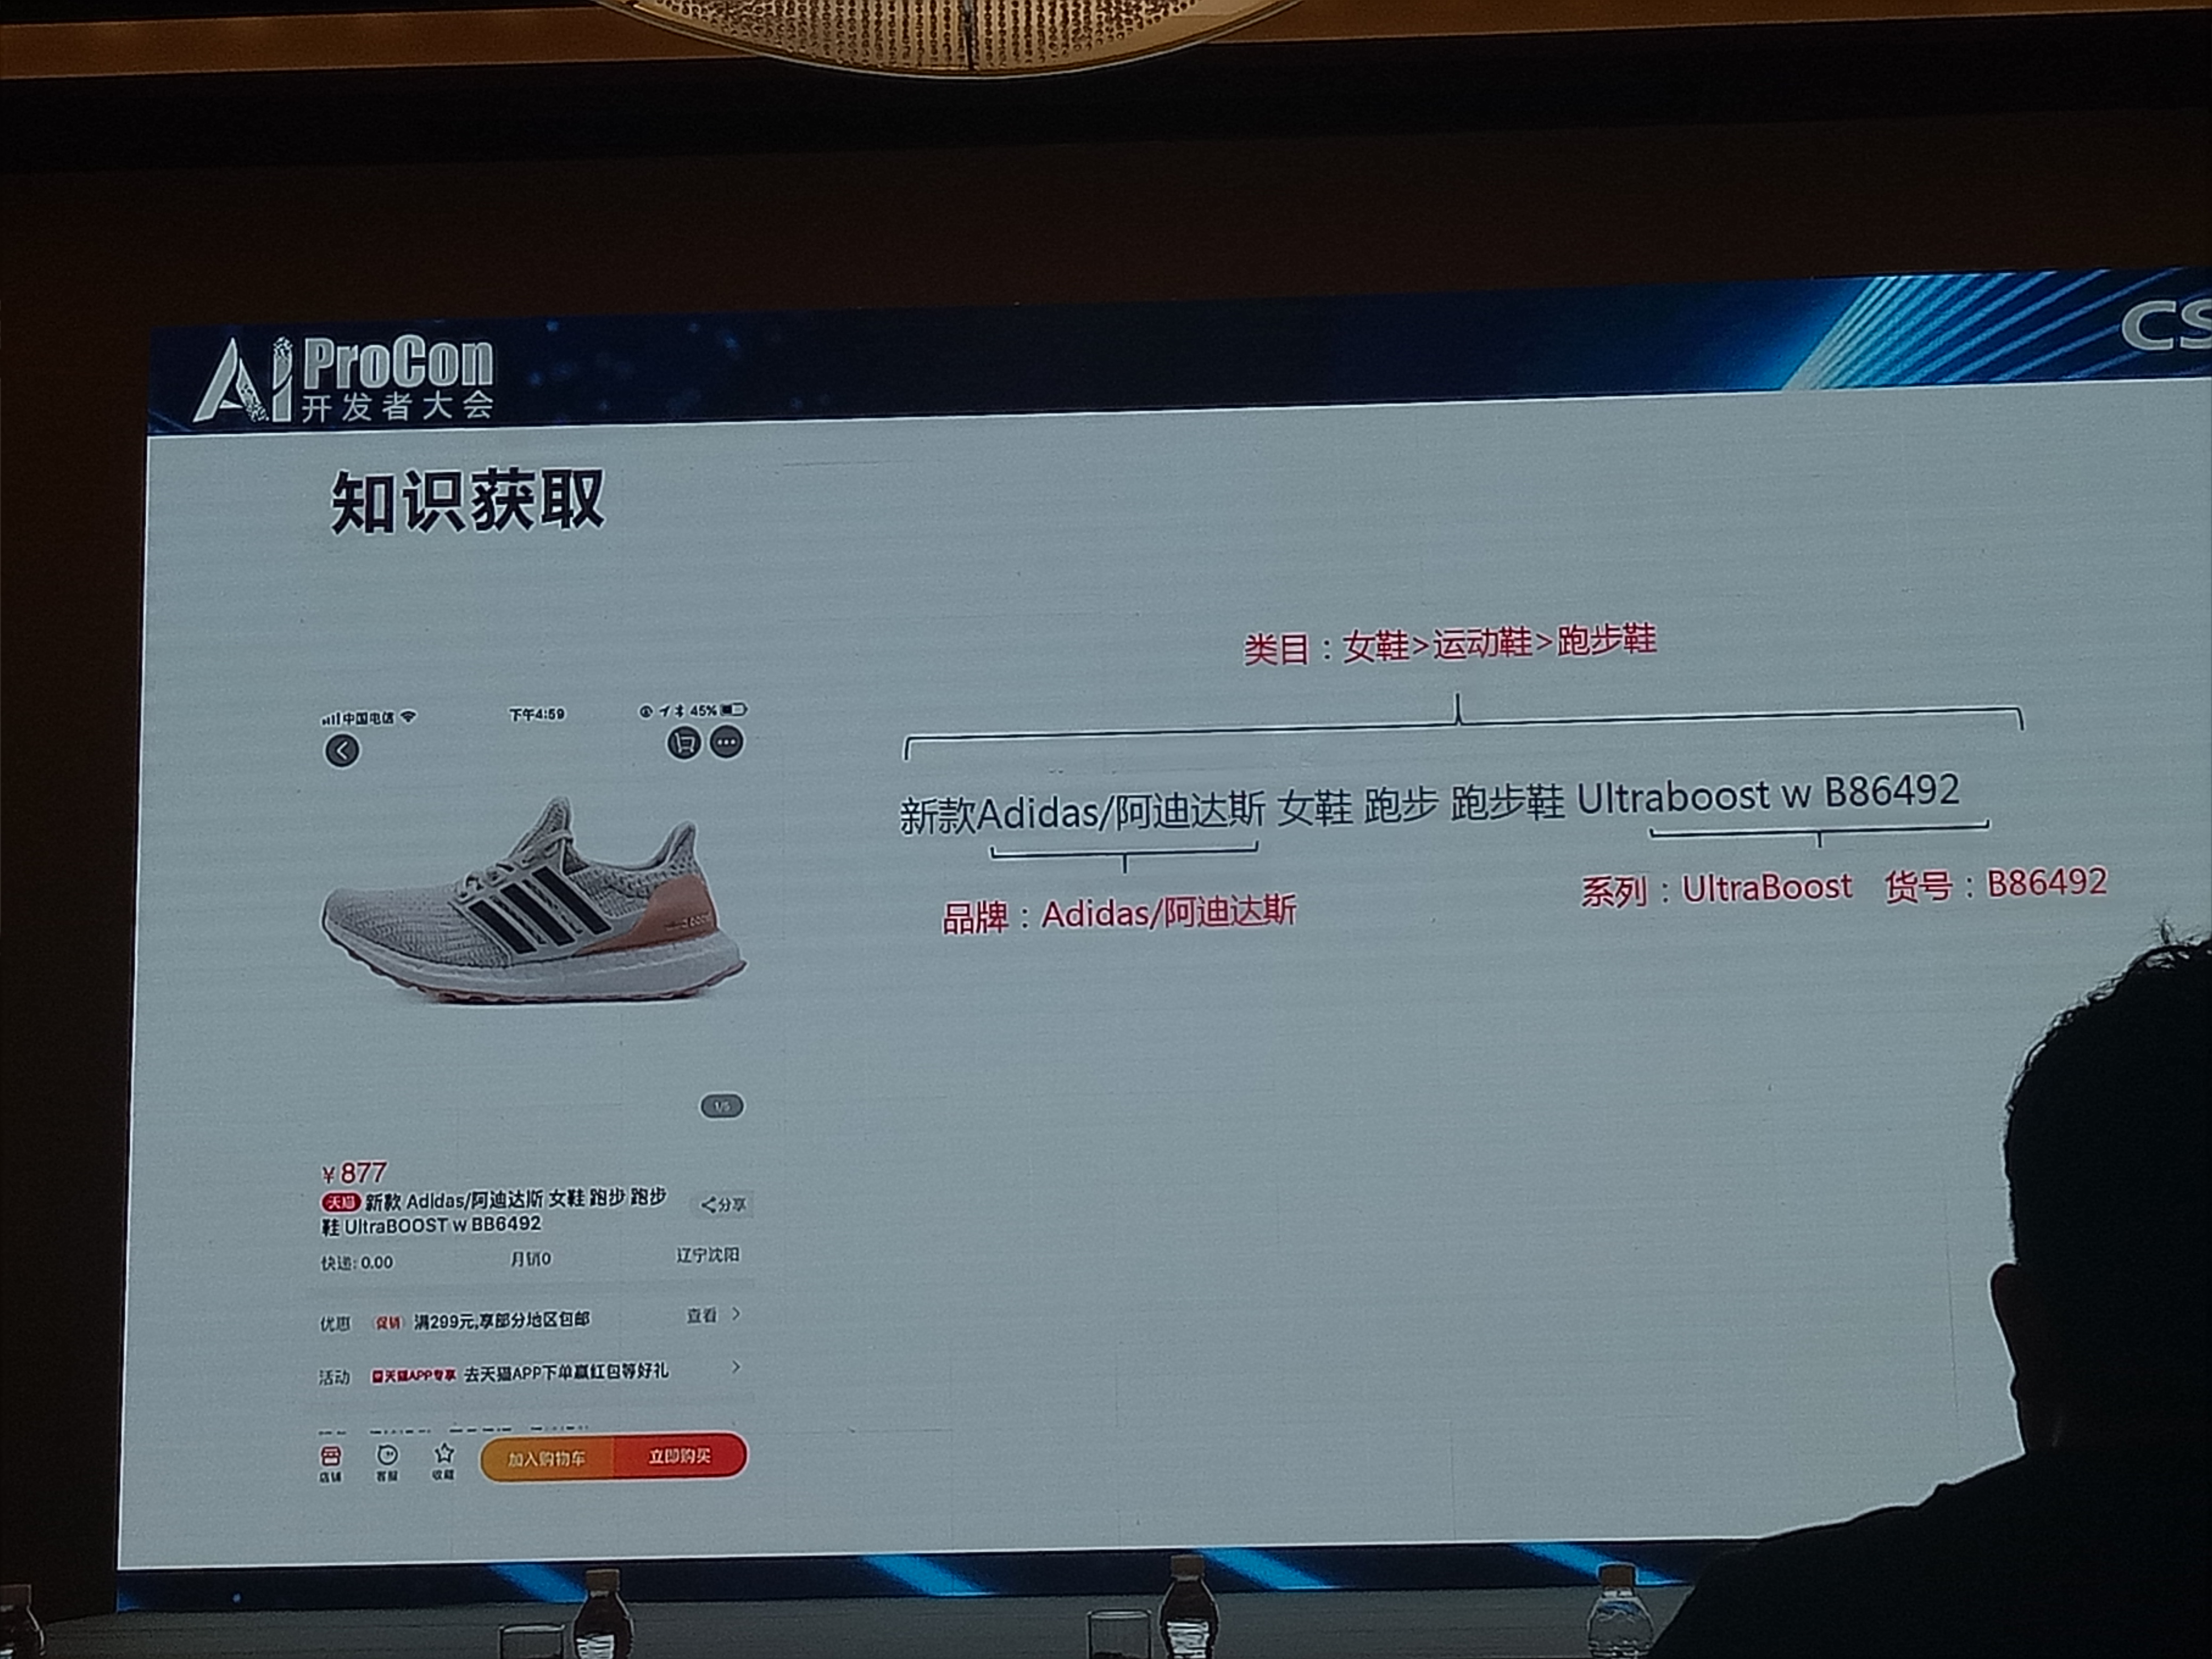 AI ProCon
开发者大会
CS
知识获取
类目：女鞋>运动鞋>跑步鞋
新款Adidas/阿迪达斯 女鞋 跑步 跑步鞋 Ultraboost w B86492
品牌：Adidas/阿迪达斯
系列：UltraBoost 货号：B86492
中国电信 下午4:59 45%
1/5
¥877
天猫 新款 Adidas/阿迪达斯 女鞋 跑步 跑步
鞋 UltraBOOST w BB6492
分享
快递: 0.00 月销0 辽宁沈阳
优惠 促销 满299元,享部分地区包邮 查看
活动 天猫APP专享 去天猫APP下单赢红包等好礼
店铺 客服 收藏 加入购物车 立即购买